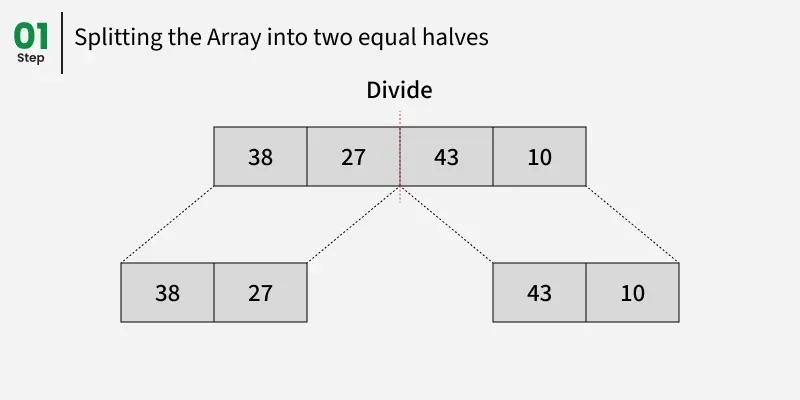 01
Step
Splitting the Array into two equal halves
Divide
38 27 43 10
38 27 43 10